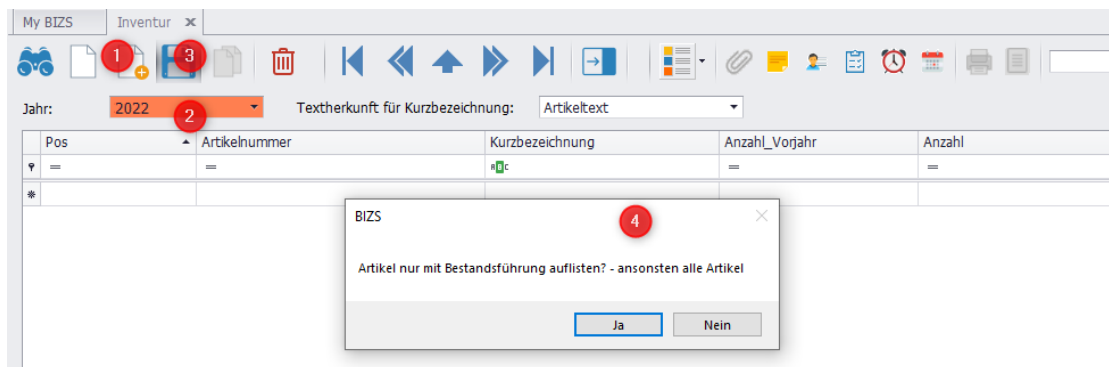 My BIZS Inventur ×
1 3
Jahr: 2022 2 Textherkunft für Kurzbezeichnung: Artikeltext
Pos Artikelnummer Kurzbezeichnung Anzahl_Vorjahr Anzahl
= = ABC = =
BIZS 4
Artikel nur mit Bestandsführung auflisten? - ansonsten alle Artikel
Ja Nein